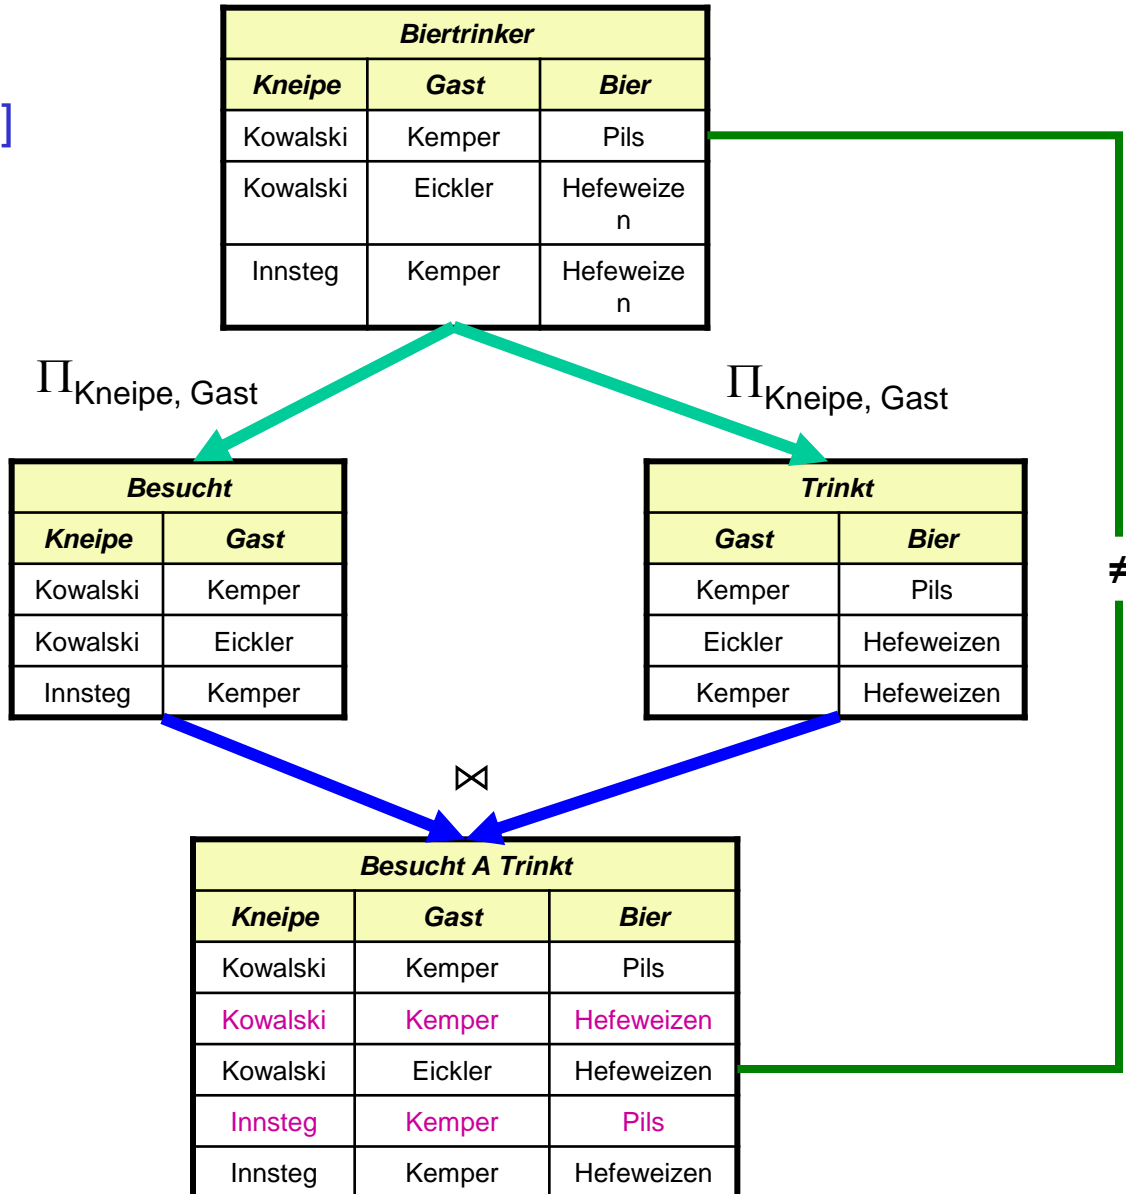 Biertrinker
Kneipe Gast Bier
]
Kowalski Kemper Pils
Kowalski Eickler Hefeweize
n
Innsteg Kemper Hefeweize
n
Π Kneipe, Gast
Π Kneipe, Gast
Besucht
Kneipe Gast
Kowalski Kemper
Kowalski Eickler
Innsteg Kemper
Trinkt
Gast Bier
Kemper Pils
Eickler Hefeweizen
Kemper Hefeweizen
≠
⋈
Besucht A Trinkt
Kneipe Gast Bier
Kowalski Kemper Pils
Kowalski Kemper Hefeweizen
Kowalski Eickler Hefeweizen
Innsteg Kemper Pils
Innsteg Kemper Hefeweizen